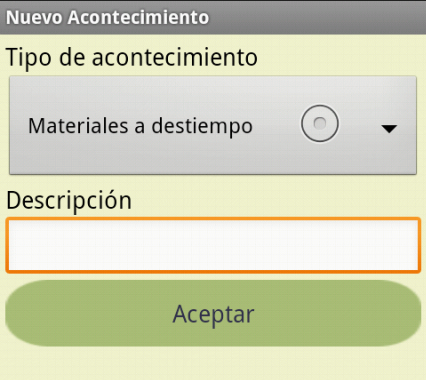 Nuevo Acontecimiento
Tipo de acontecimiento
Materiales a destiempo
Descripción
Aceptar